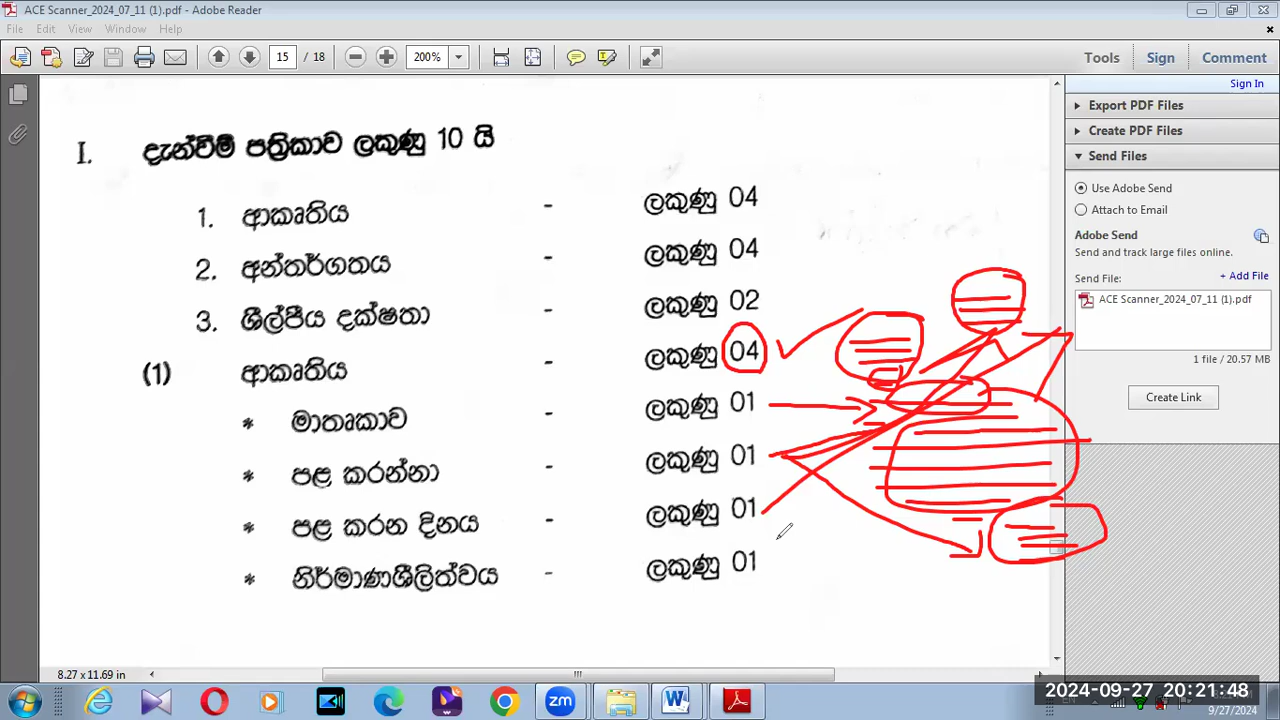 ACE Scanner_2024_07_11 (1).pdf - Adobe Reader
File Edit View Window Help
15 / 18 200% Tools Sign Comment
Sign In
Export PDF Files
Create PDF Files
Send Files
Use Adobe Send
Attach to Email
Adobe Send
Send and track large files online.
Send File: + Add File
ACE Scanner_2024_07_11 (1).pdf
1 file / 20.57 MB
Create Link
I. දැන්වීම් පත්‍රිකාව ලකුණු 10 යි
1. ආකෘතිය - ලකුණු 04
2. අන්තර්ගතය - ලකුණු 04
3. ශිල්පීය දක්ෂතා - ලකුණු 02
(1) ආකෘතිය - ලකුණු 04
* මාතෘකාව - ලකුණු 01
* පළ කරන්නා - ලකුණු 01
* පළ කරන දිනය - ලකුණු 01
* නිර්මාණශීලිත්වය - ලකුණු 01
8.27 x 11.69 in
zm
2024-09-27 20:21:48
9/27/2024